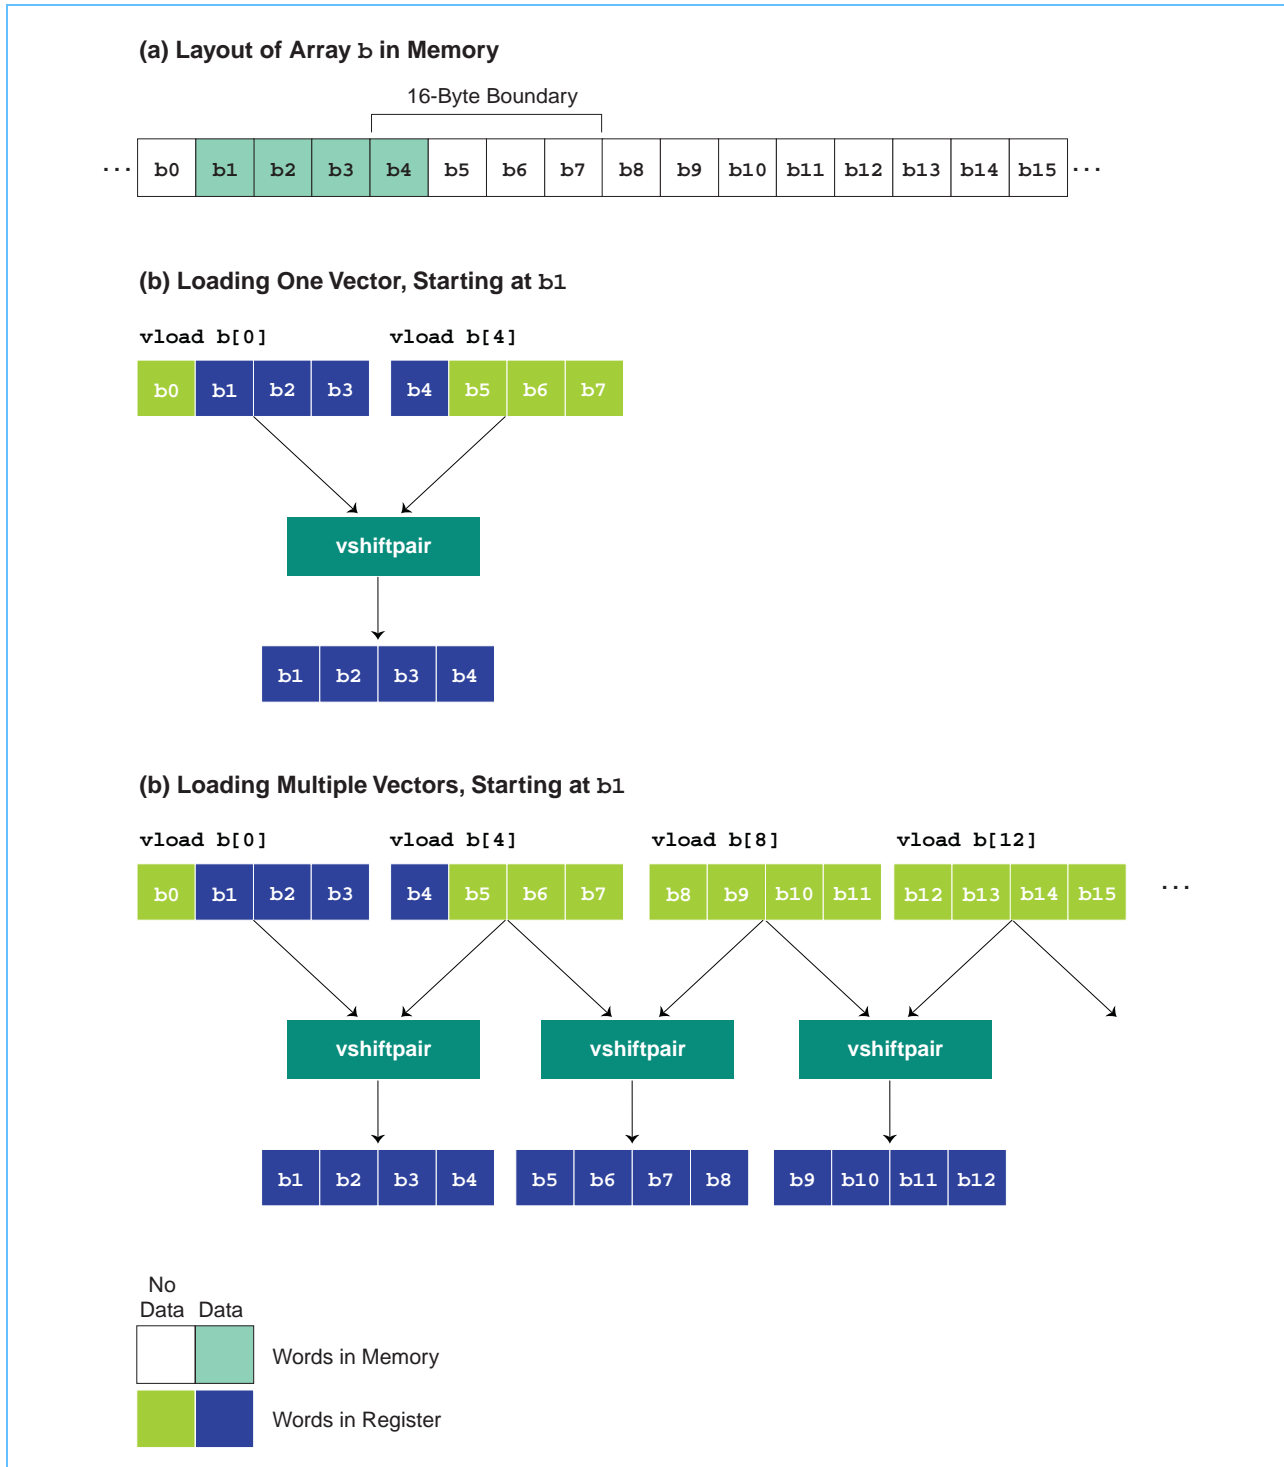 (a) Layout of Array b in Memory
16-Byte Boundary
... b0 b1 b2 b3 b4 b5 b6 b7 b8 b9 b10 b11 b12 b13 b14 b15 ...
(b) Loading One Vector, Starting at b1
vload b[0] vload b[4]
b0 b1 b2 b3 b4 b5 b6 b7
vshiftpair
b1 b2 b3 b4
(b) Loading Multiple Vectors, Starting at b1
vload b[0] vload b[4] vload b[8] vload b[12]
b0 b1 b2 b3 b4 b5 b6 b7 b8 b9 b10 b11 b12 b13 b14 b15 ...
vshiftpair vshiftpair vshiftpair
b1 b2 b3 b4 b5 b6 b7 b8 b9 b10 b11 b12
No
Data Data
Words in Memory
Words in Register